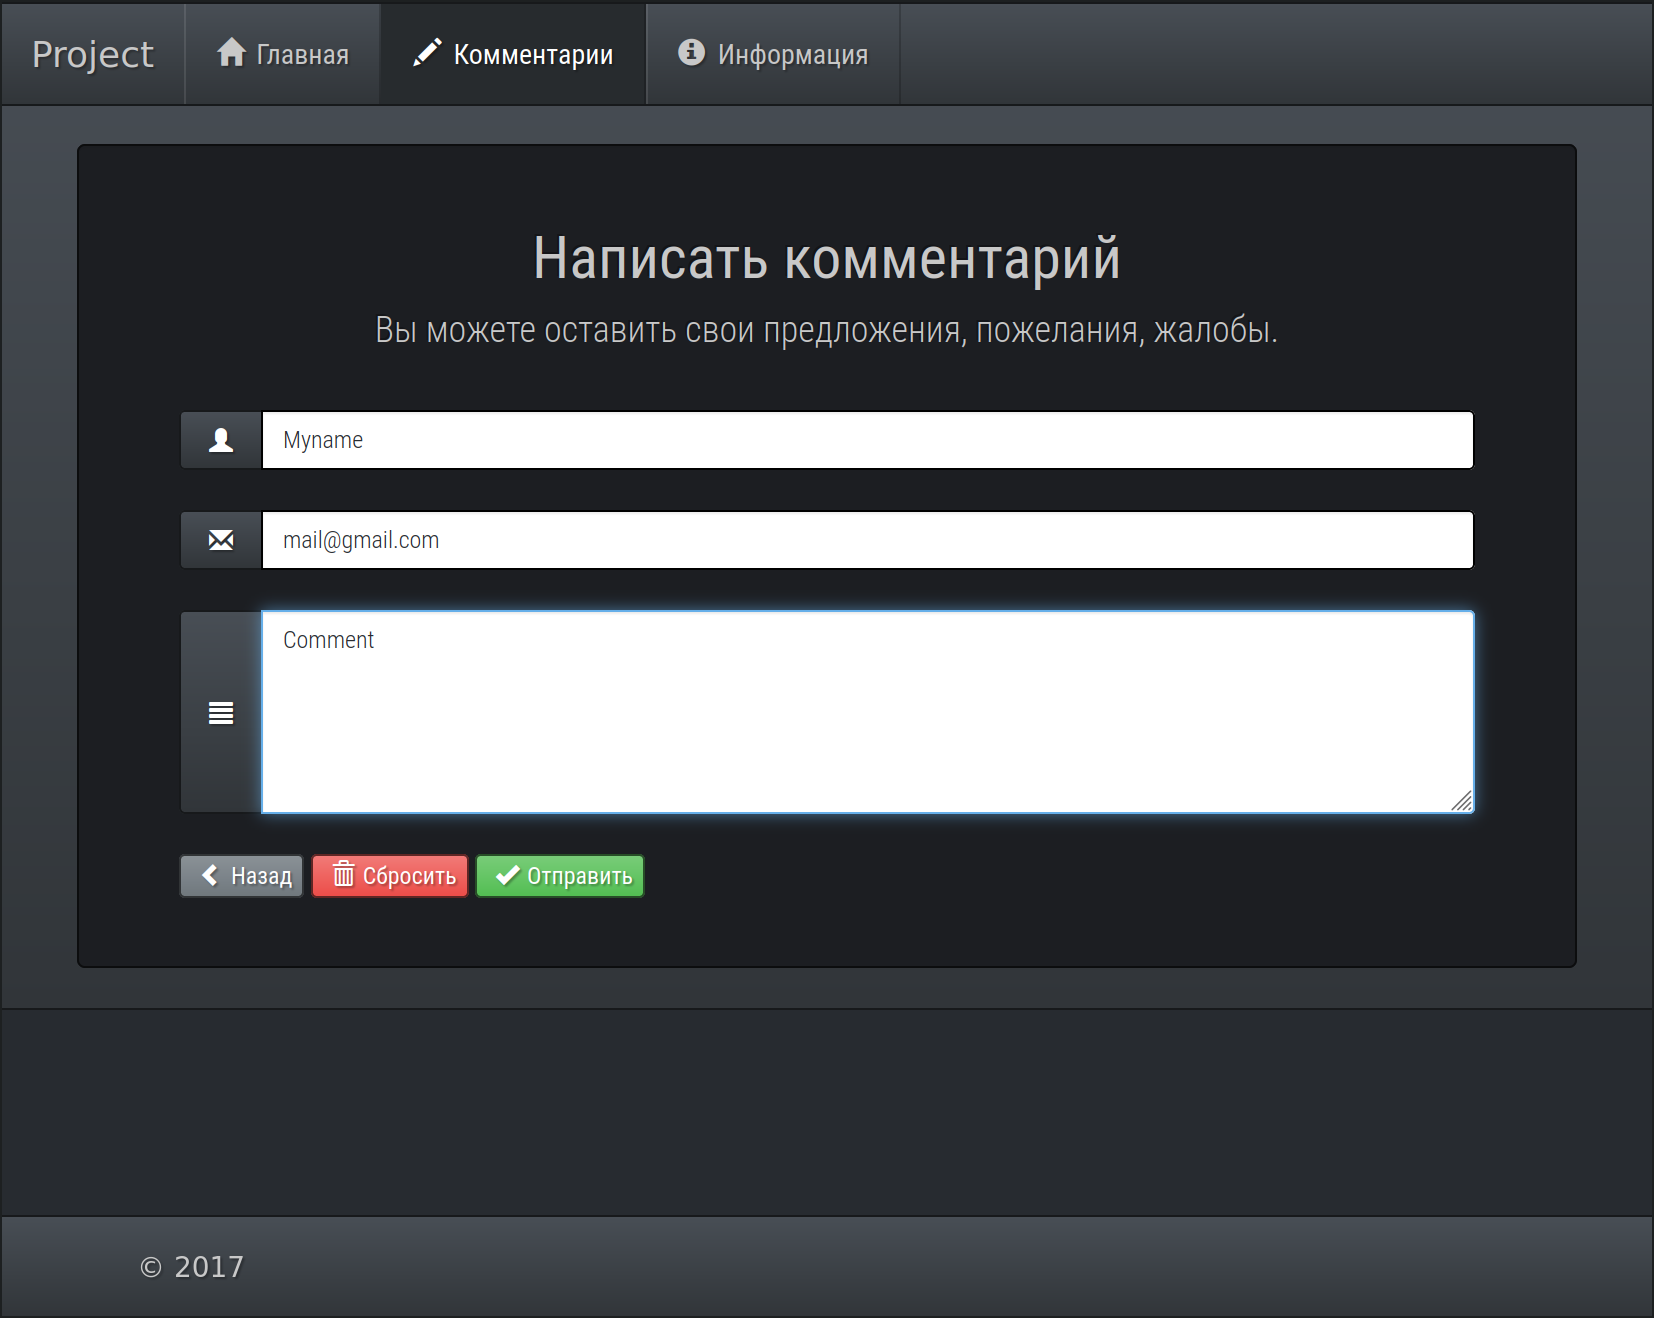 Project Главная Комментарии Информация
Написать комментарий
Вы можете оставить свои предложения, пожелания, жалобы.
Myname
mail@gmail.com
Comment
Назад Сбросить Отправить
© 2017